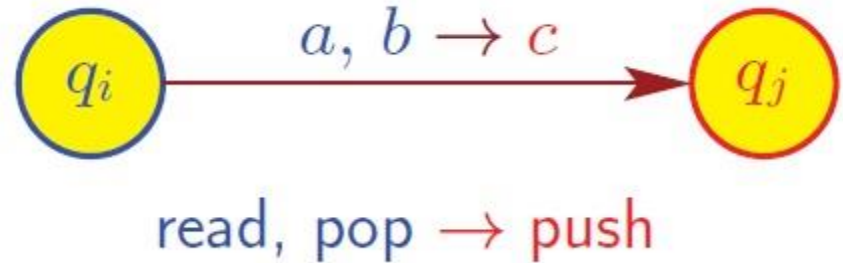 a, b → c
qᵢ qⱼ
read, pop → push